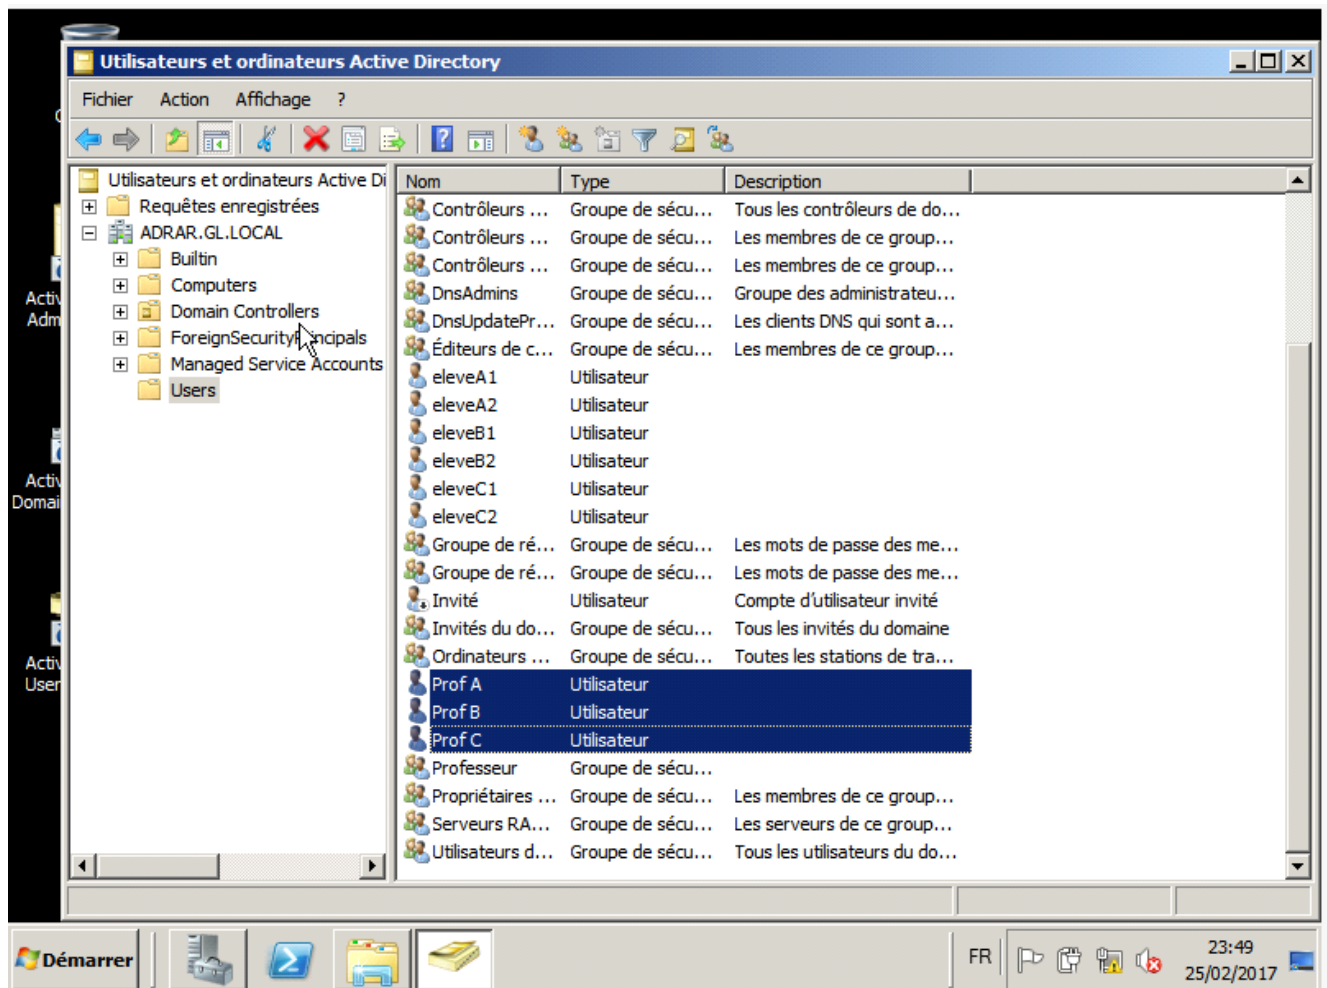 Utilisateurs et ordinateurs Active Directory
Fichier Action Affichage ?
Utilisateurs et ordinateurs Active Di
Requêtes enregistrées
ADRAR.GL.LOCAL
Builtin
Computers
Domain Controllers
ForeignSecurityPrincipals
Managed Service Accounts
Users
Nom Type Description
Contrôleurs ... Groupe de sécu... Tous les contrôleurs de do...
Contrôleurs ... Groupe de sécu... Les membres de ce group...
Contrôleurs ... Groupe de sécu... Les membres de ce group...
DnsAdmins Groupe de sécu... Groupe des administrateu...
DnsUpdatePr... Groupe de sécu... Les clients DNS qui sont a...
Éditeurs de c... Groupe de sécu... Les membres de ce group...
eleveA1 Utilisateur
eleveA2 Utilisateur
eleveB1 Utilisateur
eleveB2 Utilisateur
eleveC1 Utilisateur
eleveC2 Utilisateur
Groupe de ré... Groupe de sécu... Les mots de passe des me...
Groupe de ré... Groupe de sécu... Les mots de passe des me...
Invité Utilisateur Compte d'utilisateur invité
Invités du do... Groupe de sécu... Tous les invités du domaine
Ordinateurs ... Groupe de sécu... Toutes les stations de tra...
Prof A Utilisateur
Prof B Utilisateur
Prof C Utilisateur
Professeur Groupe de sécu...
Propriétaires ... Groupe de sécu... Les membres de ce group...
Serveurs RA... Groupe de sécu... Les serveurs de ce group...
Utilisateurs d... Groupe de sécu... Tous les utilisateurs du do...
Activ
Adm
Activ
Domai
Activ
User
Démarrer
FR
23:49
25/02/2017